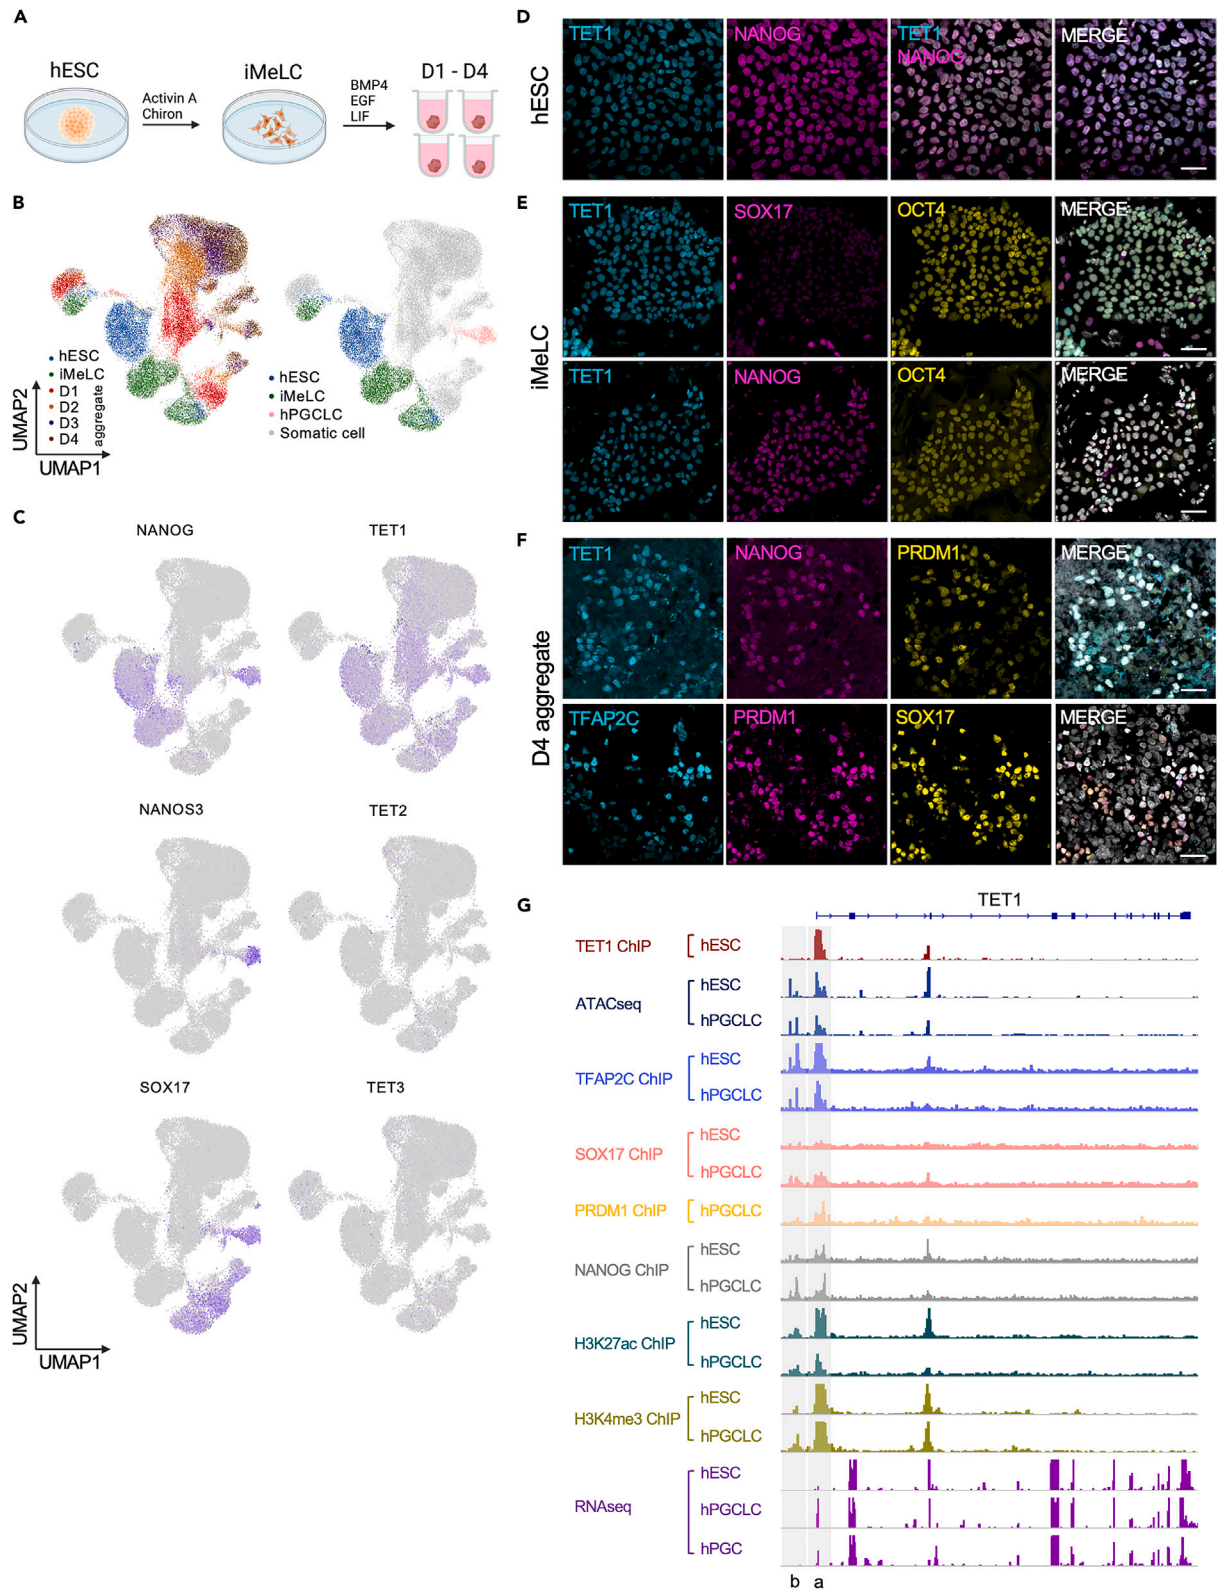 A
hESC
Activin A
Chiron
iMeLC
BMP4
EGF
LIF
D1 - D4
B
hESC
iMeLC
D1
D2
D3
D4
aggregate
UMAP2
UMAP1
hESC
iMeLC
hPGCLC
Somatic cell
C
NANOG
TET1
NANOS3
TET2
SOX17
TET3
UMAP2
UMAP1
D
hESC
TET1
NANOG
TET1
NANOG
MERGE
E
iMeLC
TET1
SOX17
OCT4
MERGE
TET1
NANOG
OCT4
MERGE
F
D4 aggregate
TET1
NANOG
PRDM1
MERGE
TFAP2C
PRDM1
SOX17
MERGE
G
TET1
TET1 ChIP
hESC
ATACseq
hESC
hPGCLC
TFAP2C ChIP
hESC
hPGCLC
SOX17 ChIP
hESC
hPGCLC
PRDM1 ChIP
hPGCLC
NANOG ChIP
hESC
hPGCLC
H3K27ac ChIP
hESC
hPGCLC
H3K4me3 ChIP
hESC
hPGCLC
RNAseq
hESC
hPGCLC
hPGC
b a